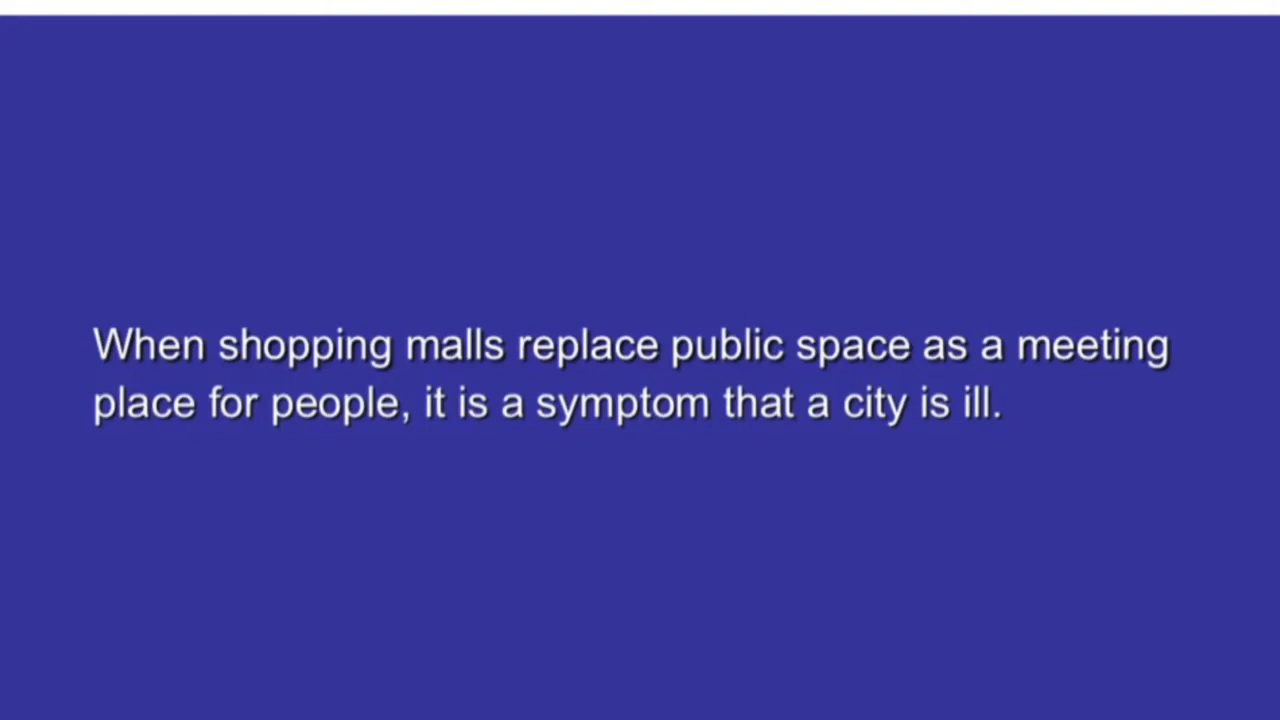 When shopping malls replace public space as a meeting
place for people, it is a symptom that a city is ill.